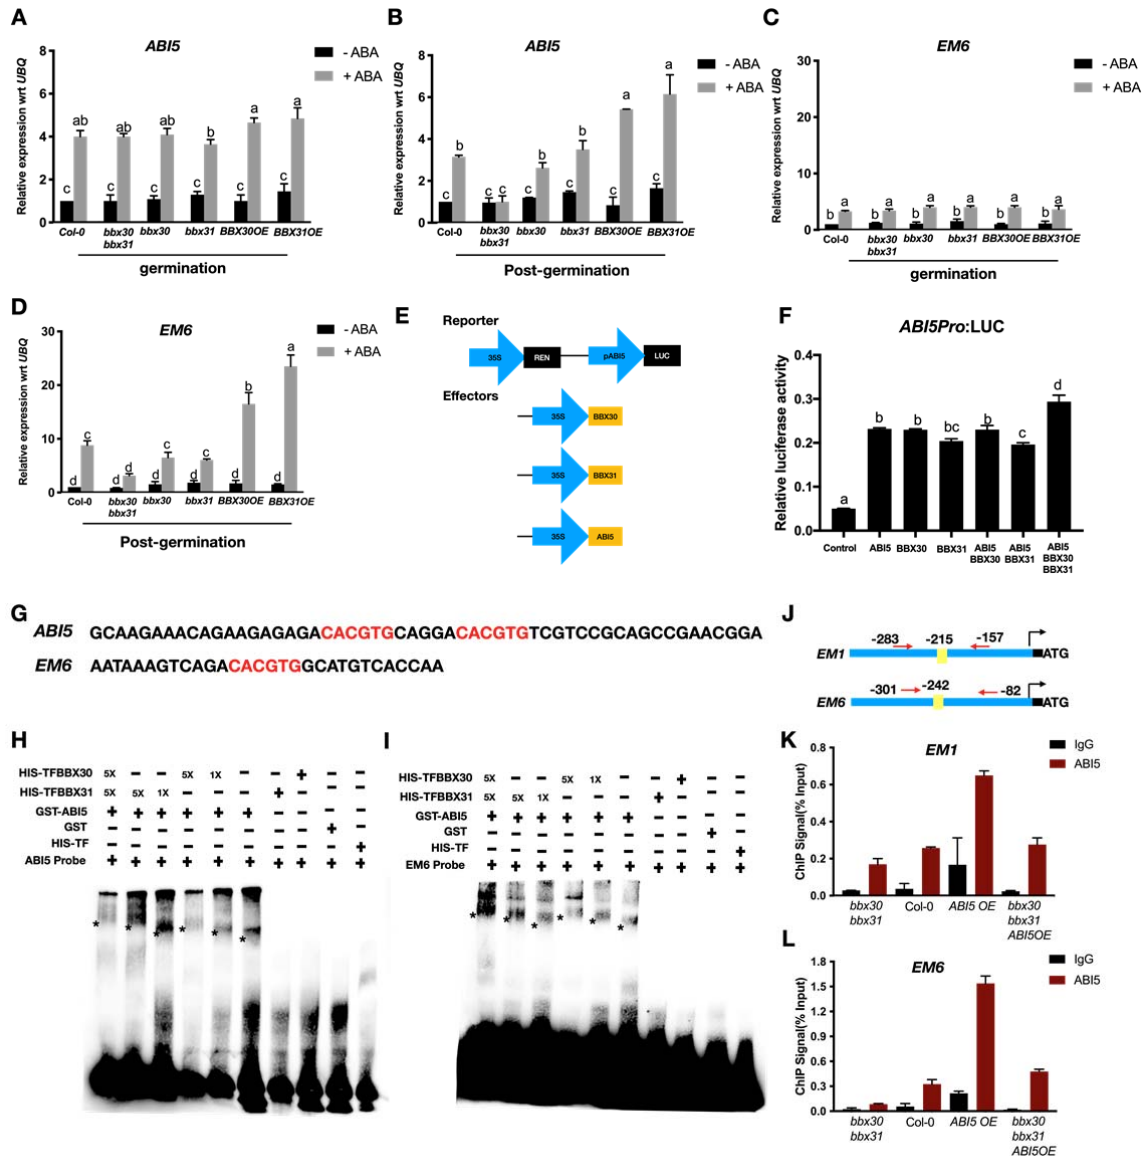 A
ABI5
Relative expression wrt UBQ
8
6
4
2
0
- ABA
+ ABA
ab
ab
ab
b
a
a
c
c
c
c
c
c
Col-0
bbx30
bbx31
bbx30
bbx31
BBX30OE
BBX31OE
germination
B
ABI5
Relative expression wrt UBQ
8
6
4
2
0
- ABA
+ ABA
b
c
b
b
a
a
c
c
c
c
c
c
Col-0
bbx30
bbx31
bbx30
bbx31
BBX30OE
BBX31OE
Post-germination
C
EM6
Relative expression wrt UBQ
30
20
10
0
- ABA
+ ABA
b a b a b a b a b a b a
Col-0
bbx30
bbx31
bbx30
bbx31
BBX30OE
BBX31OE
germination
D
EM6
Relative expression wrt UBQ
30
20
10
0
- ABA
+ ABA
d c d d d c d c d b d a
Col-0
bbx30
bbx31
bbx30
bbx31
BBX30OE
BBX31OE
Post-germination
E
Reporter
35S REN pABI5 LUC
Effectors
35S BBX30
35S BBX31
35S ABI5
F
ABI5Pro:LUC
Relative luciferase activity
0.4
0.3
0.2
0.1
0.0
a b b bc b c d
Control
ABI5
BBX30
BBX31
ABI5
BBX30
ABI5
BBX31
ABI5
BBX30
BBX31
G
ABI5 GCAAGAAACAGAAGAGAGACACGTGCAGGACACGTGTCGTCCGCAGCCGAACGGA
EM6 AATAAAGTCAGACACGTGGCATGTCACCAA
H
HIS-TFBBX30 5X - - 5X 1X - - + - -
HIS-TFBBX31 5X 5X 1X - - - + - - -
GST-ABI5 + + + + + + - - - -
GST - - - - - - - - + -
HIS-TF - - - - - - - - - +
ABI5 Probe + + + + + + + + + +
* * * * * *
I
HIS-TFBBX30 5X - - 5X 1X - - + - -
HIS-TFBBX31 5X 5X 1X - - - + - - -
GST-ABI5 + + + + + + - - - -
GST - - - - - - - - + -
HIS-TF - - - - - - - - - +
EM6 Probe + + + + + + + + + +
* * * * * *
J
-283 -215 -157
EM1 ATG
-301 -242 -82
EM6 ATG
K
EM1
ChIP Signal(% Input)
0.8
0.6
0.4
0.2
0.0
IgG
ABI5
bbx30
bbx31
Col-0
ABI5 OE
bbx30
bbx31
ABI5OE
L
EM6
ChIP Signal(% Input)
1.8
1.5
1.2
0.9
0.6
0.3
0.0
IgG
ABI5
bbx30
bbx31
Col-0
ABI5 OE
bbx30
bbx31
ABI5OE